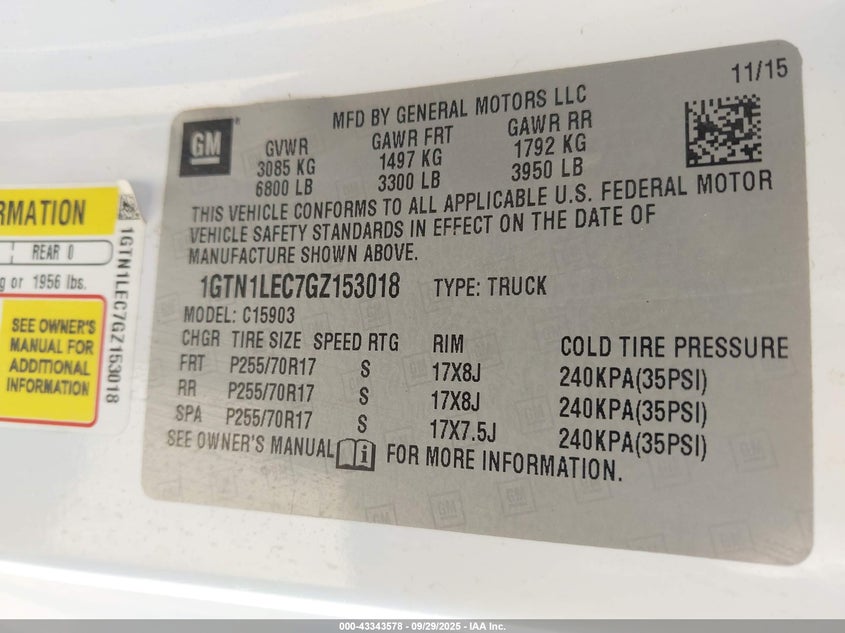 11/15
MFD BY GENERAL MOTORS LLC
GM
GVWR GAWR FRT GAWR RR
3085 KG 1497 KG 1792 KG
6800 LB 3300 LB 3950 LB
THIS VEHICLE CONFORMS TO ALL APPLICABLE U.S. FEDERAL MOTOR
VEHICLE SAFETY STANDARDS IN EFFECT ON THE DATE OF
MANUFACTURE SHOWN ABOVE.
1GTN1LEC7GZ153018 TYPE: TRUCK
MODEL: C15903
CHGR TIRE SIZE SPEED RTG RIM COLD TIRE PRESSURE
FRT P255/70R17 S 17X8J 240KPA(35PSI)
RR P255/70R17 S 17X8J 240KPA(35PSI)
SPA P255/70R17 S 17X7.5J 240KPA(35PSI)
SEE OWNER'S MANUAL i FOR MORE INFORMATION.
RMATION
REAR 0
g or 1956 lbs.
SEE OWNER'S
MANUAL FOR
ADDITIONAL
INFORMATION
1GTN1LEC7GZ153018
000-43343578 - 09/29/2025 - IAA Inc.